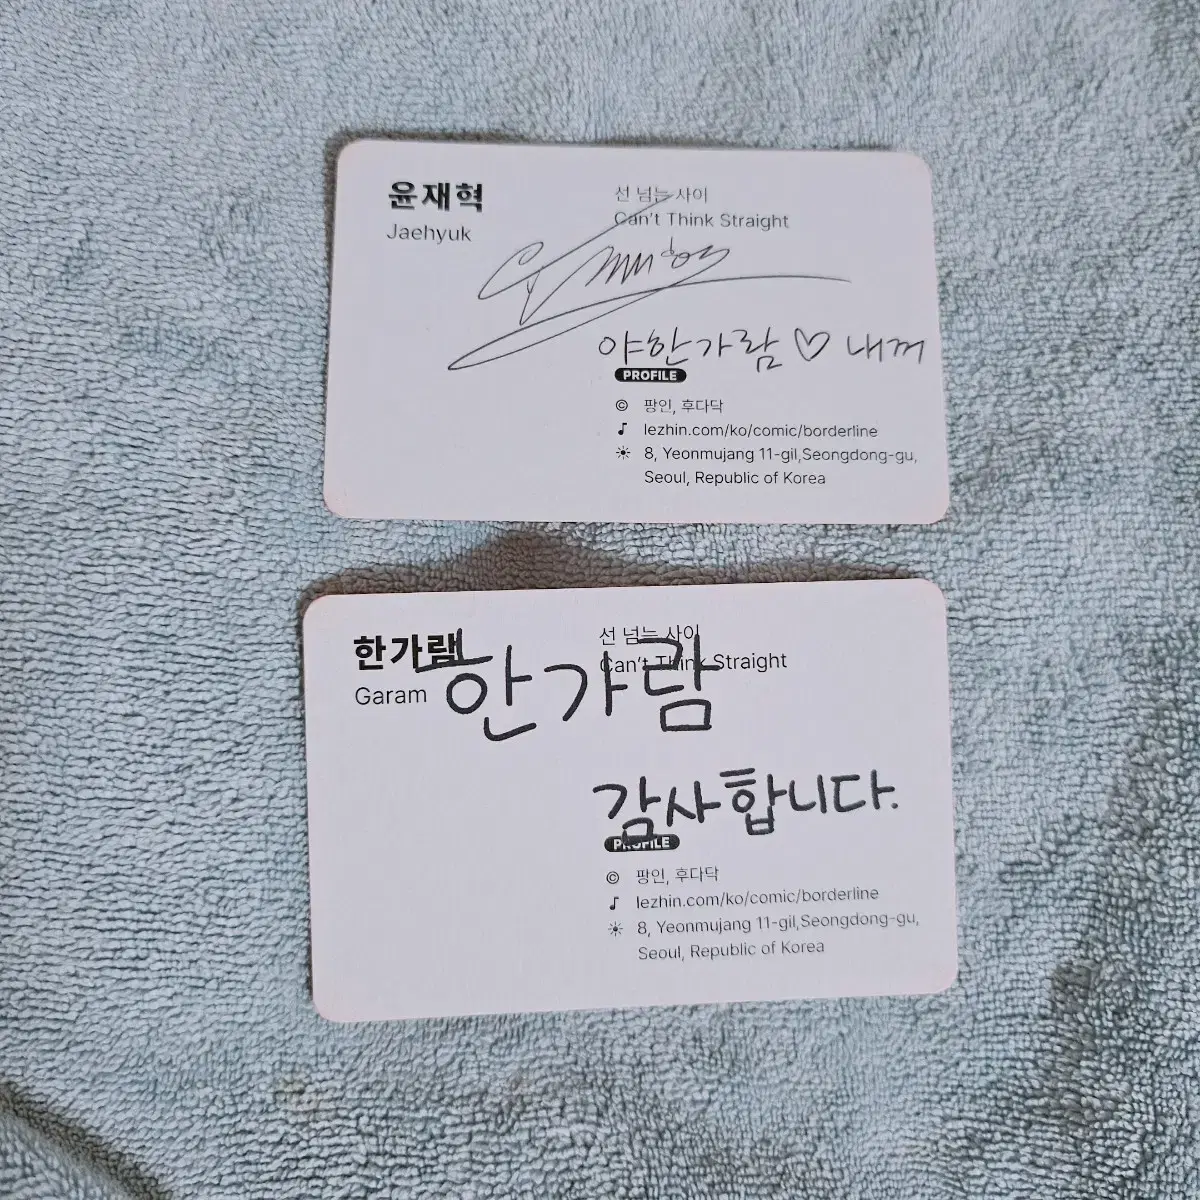 윤재혁
Jaehyuk
선 넘는 사이
Can't Think Straight
야한가람♡내꺼
PROFILE
© 팡인, 후다닥
lezhin.com/ko/comic/borderline
8, Yeonmujang 11-gil,Seongdong-gu,
Seoul, Republic of Korea
한가람
Garam
선 넘는 사이
Can't Think Straight
한가람
감사합니다.
PROFILE
© 팡인, 후다닥
lezhin.com/ko/comic/borderline
8, Yeonmujang 11-gil,Seongdong-gu,
Seoul, Republic of Korea